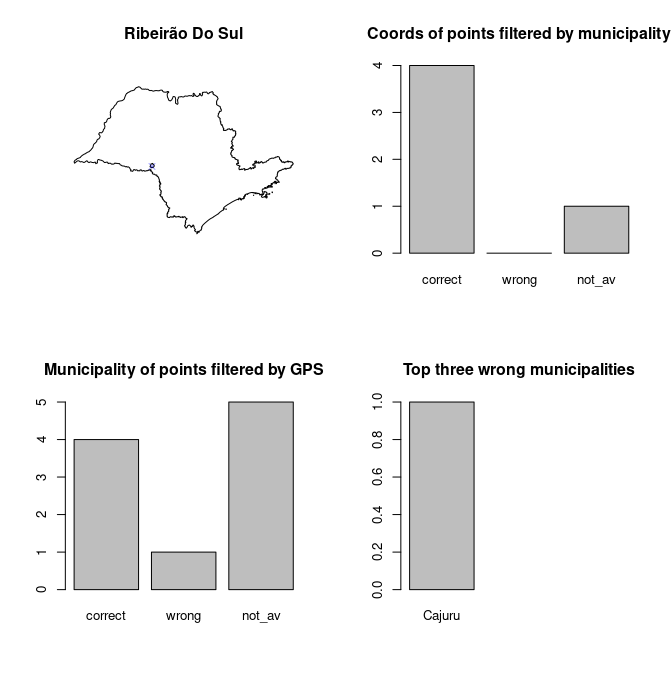 Ribeirão Do Sul
Coords of points filtered by municipality
4
3
2
1
0
correct wrong not_av
Municipality of points filtered by GPS
5
4
3
2
1
0
correct wrong not_av
Top three wrong municipalities
1.0
0.8
0.6
0.4
0.2
0.0
Cajuru